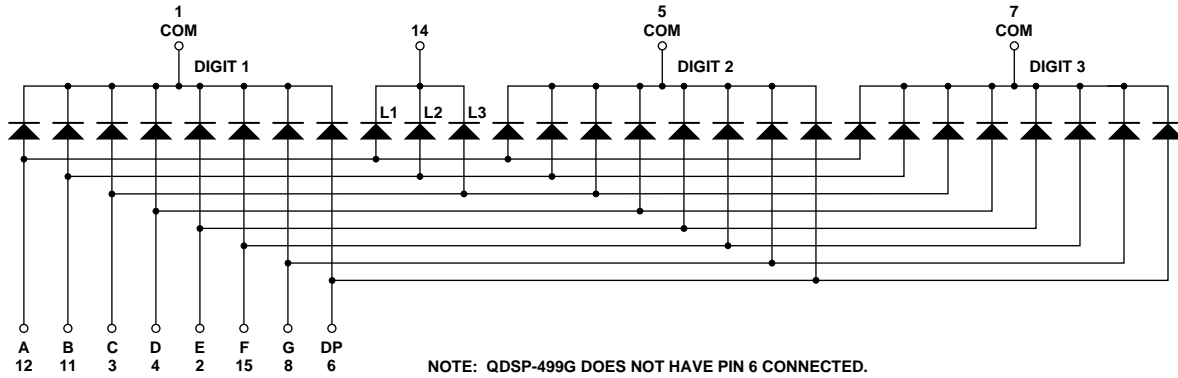 1 5 7
COM 14 COM COM
DIGIT 1 DIGIT 2 DIGIT 3
L1 L2 L3
A B C D E F G DP
12 11 3 4 2 15 8 6 NOTE: QDSP-499G DOES NOT HAVE PIN 6 CONNECTED.